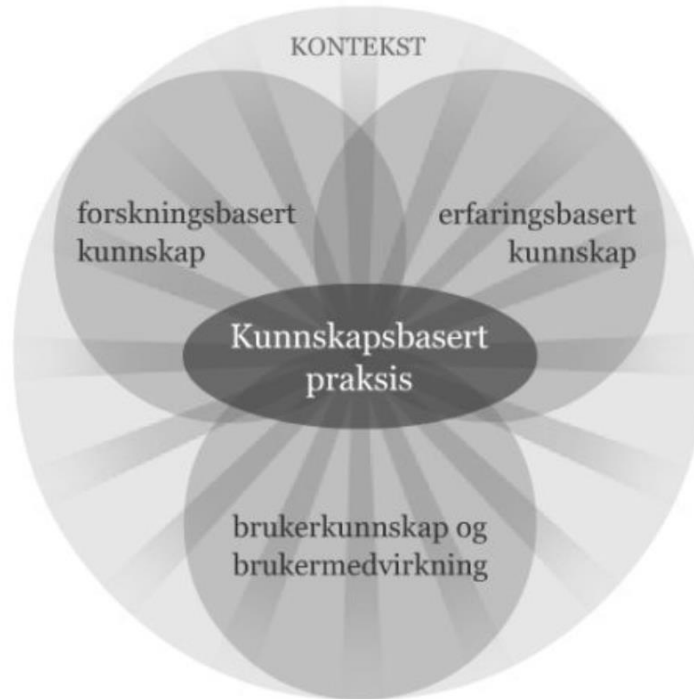 KONTEKST
forskningsbasert
kunnskap
erfaringsbasert
kunnskap
Kunnskapsbasert
praksis
brukerkunnskap og
brukermedvirkning